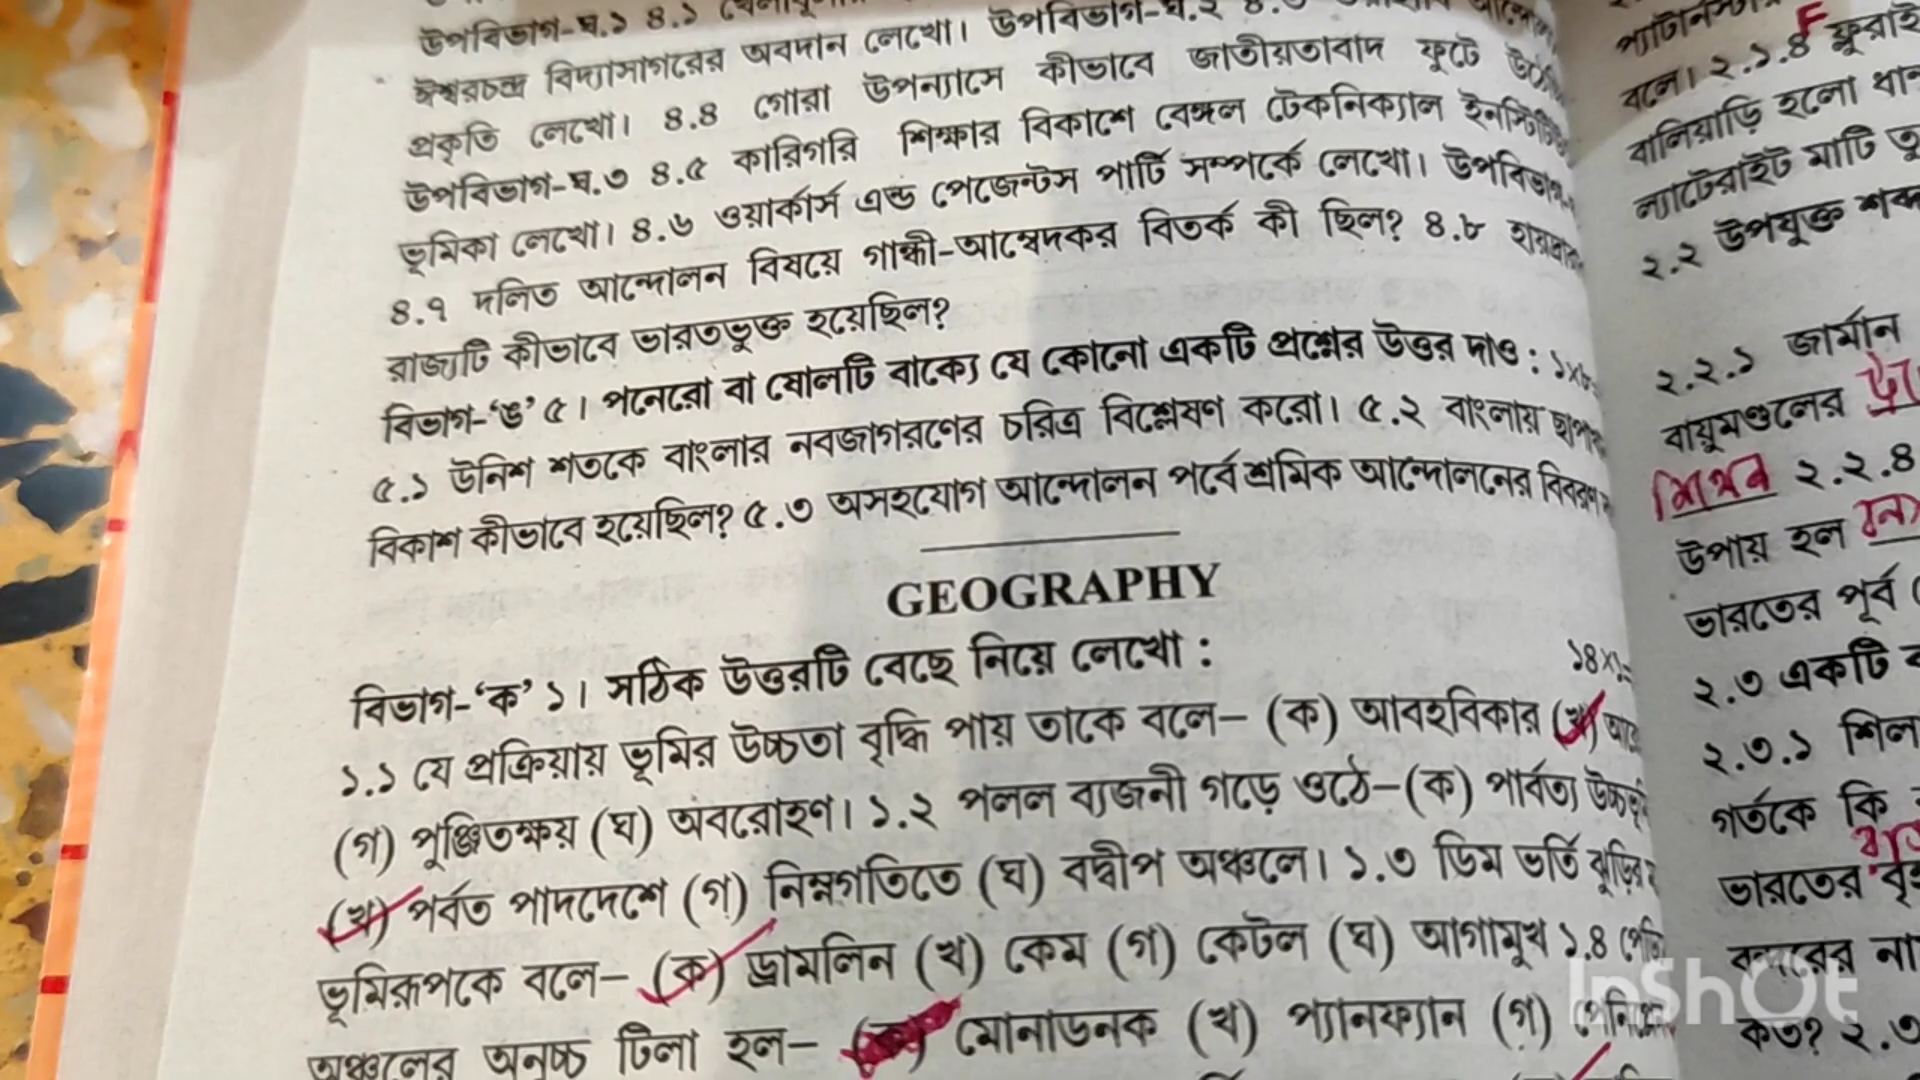 উপবিভাগ-ঘ.১ ৪.১
ঈশ্বরচন্দ্র বিদ্যাসাগরের অবদান লেখো। উপবিভাগ-ঘ.২
প্রকৃতি লেখো। ৪.৪ গোরা উপন্যাসে কীভাবে জাতীয়তাবাদ ফুটে
উপবিভাগ-ঘ.৩ ৪.৫ কারিগরি শিক্ষার বিকাশে বেঙ্গল টেকনিক্যাল
ভূমিকা লেখো। ৪.৬ ওয়ার্কার্স এন্ড পেজেন্টস পার্টি সম্পর্কে লেখো।
৪.৭ দলিত আন্দোলন বিষয়ে গান্ধী-আম্বেদকর বিতর্ক কী ছিল? ৪.৮
রাজ্যটি কীভাবে ভারতভুক্ত হয়েছিল?
বিভাগ-‘ঙ’ ৫। পনেরো বা ষোলটি বাক্যে যে কোনো একটি প্রশ্নের উত্তর দাও :
৫.১ উনিশ শতকে বাংলার নবজাগরণের চরিত্র বিশ্লেষণ করো। ৫.২ বাংলায়
বিকাশ কীভাবে হয়েছিল? ৫.৩ অসহযোগ আন্দোলন পর্বে শ্রমিক আন্দোলনের
GEOGRAPHY
বিভাগ-‘ক’ ১। সঠিক উত্তরটি বেছে নিয়ে লেখো :
১.১ যে প্রক্রিয়ায় ভূমির উচ্চতা বৃদ্ধি পায় তাকে বলে– (ক) আবহবিকার (খ)
(গ) পুঞ্জিতক্ষয় (ঘ) অবরোহণ। ১.২ পলল ব্যজনী গড়ে ওঠে–(ক) পার্বত্য
(খ) পর্বত পাদদেশে (গ) নিম্নগতিতে (ঘ) বদ্বীপ অঞ্চলে। ১.৩ ডিম ভর্তি ঝুড়ির
ভূমিরূপকে বলে– (ক) ড্রামলিন (খ) কেম (গ) কেটল (ঘ) আগামুখ ১.৪
অঞ্চলের অনুচ্চ টিলা হল– (ক) মোনাডনক (খ) প্যানফ্যান (গ)
বলে। ২.১.৪
বালিয়াড়ি হলো
ল্যাটেরাইট মাটি
২.২ উপযুক্ত
২.২.১ জার্মান
বায়ুমণ্ডলের
২.২.৪
উপায় হল
ভারতের পূর্ব
২.৩ একটি
২.৩.১
গর্তকে কি
ভারতের
বন্দরের
কত? ২.৩
InShOt